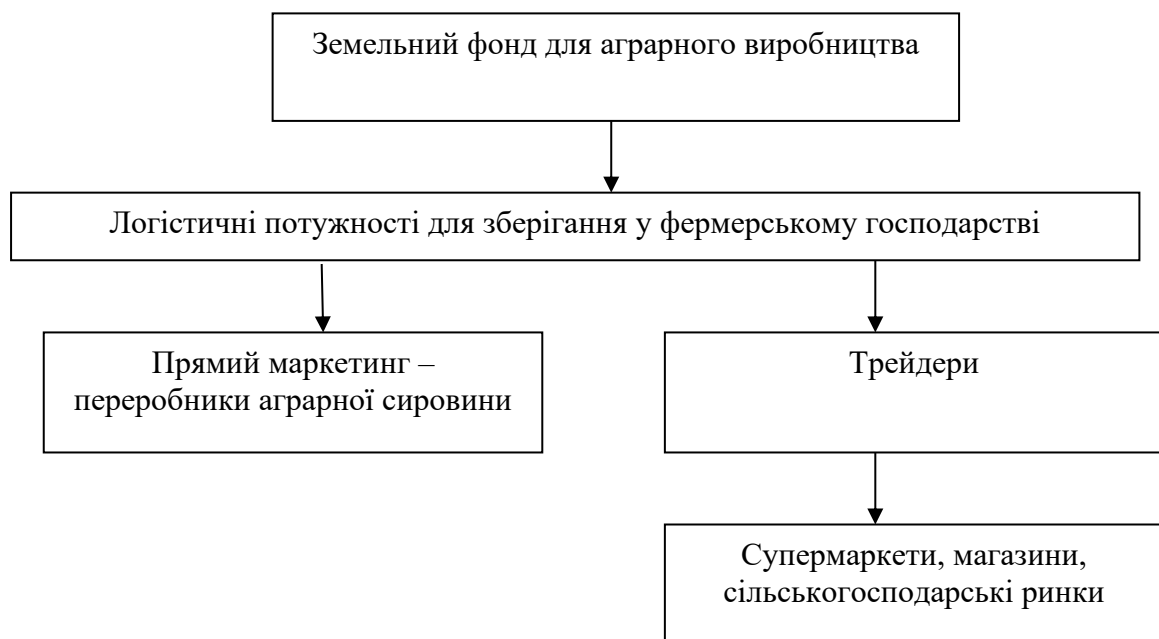 Земельний фонд для аграрного виробництва
Логістичні потужності для зберігання у фермерському господарстві
Прямий маркетинг –
переробники аграрної сировини
Трейдери
Супермаркети, магазини,
сільськогосподарські ринки